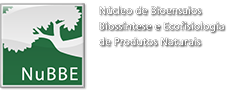 Núcleo de Bioensaios
Biossíntese e Ecofisiologia
de Produtos Naturais
NuBBE